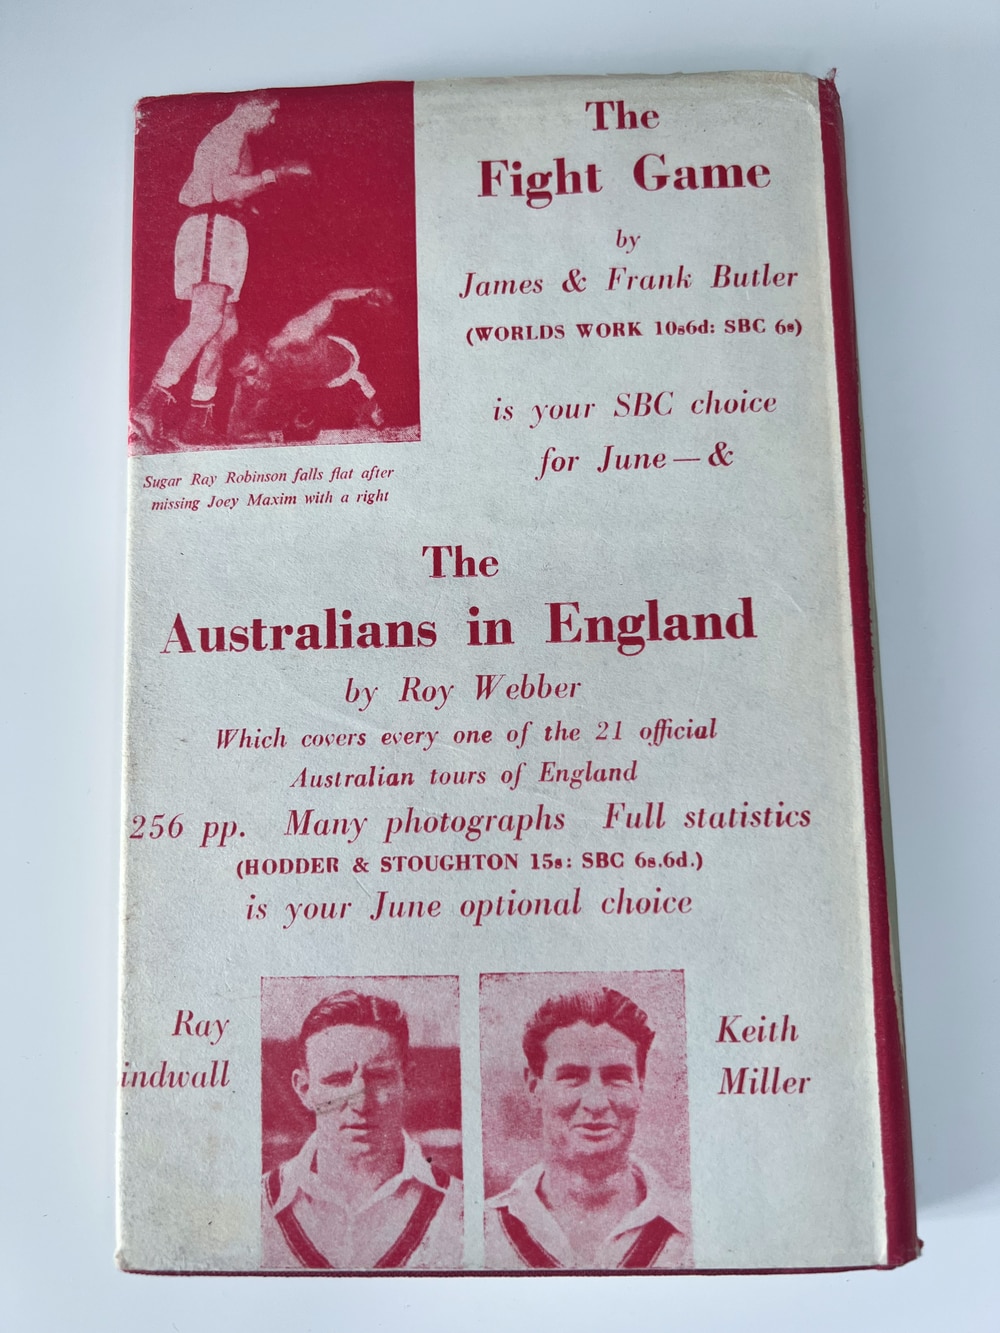 The
Fight Game
by
James & Frank Butler
(WORLDS WORK 10s6d: SBC 6s)
is your SBC choice
for June — &
Sugar Ray Robinson falls flat after
missing Joey Maxim with a right
The
Australians in England
by Roy Webber
Which covers every one of the 21 official
Australian tours of England
256 pp. Many photographs Full statistics
(HODDER & STOUGHTON 15s: SBC 6s.6d.)
is your June optional choice
Ray
indwall
Keith
Miller